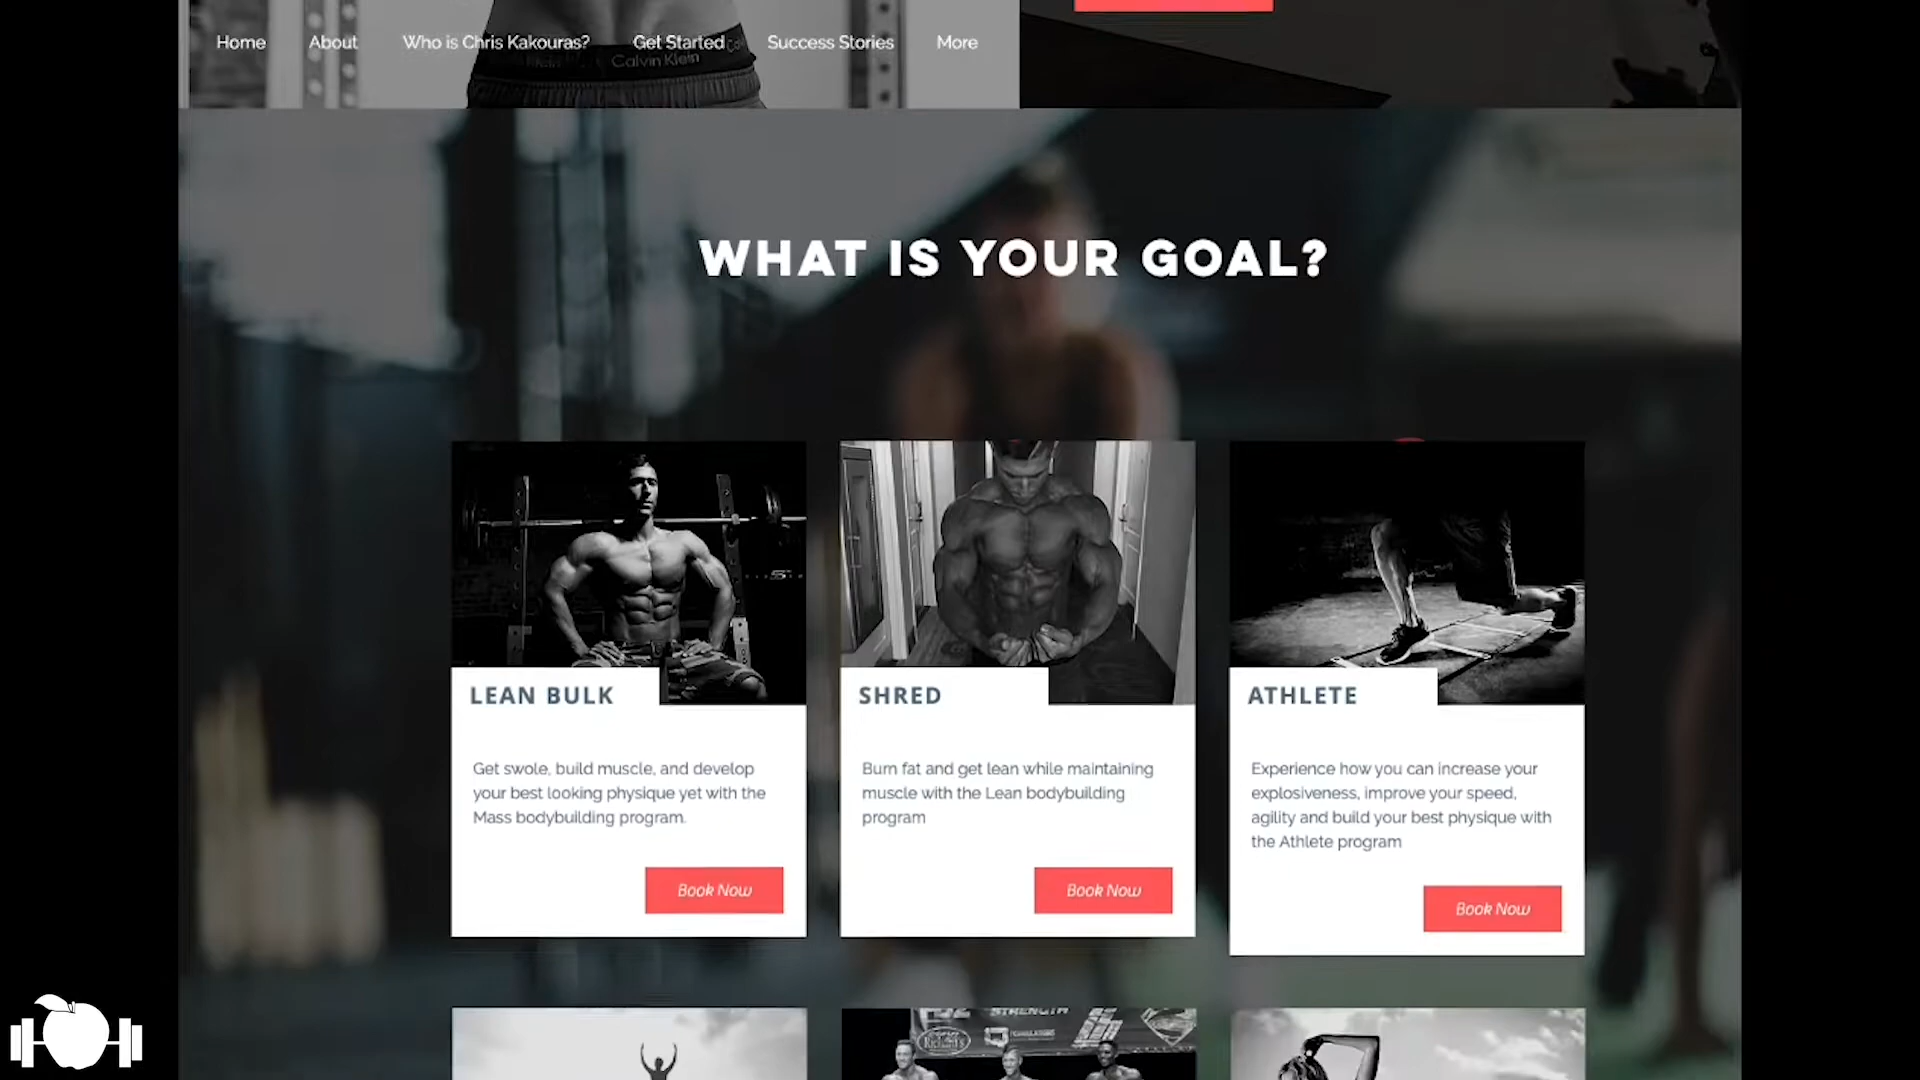 Home About Who is Chris Kakouras? Get Started Success Stories More
Calvin Klein
WHAT IS YOUR GOAL?
LEAN BULK
Get swole, build muscle, and develop
your best looking physique yet with the
Mass bodybuilding program.
Book Now
SHRED
Burn fat and get lean while maintaining
muscle with the Lean bodybuilding
program
Book Now
ATHLETE
Experience how you can increase your
explosiveness, improve your speed,
agility and build your best physique with
the Athlete program
Book Now
STRENGTH